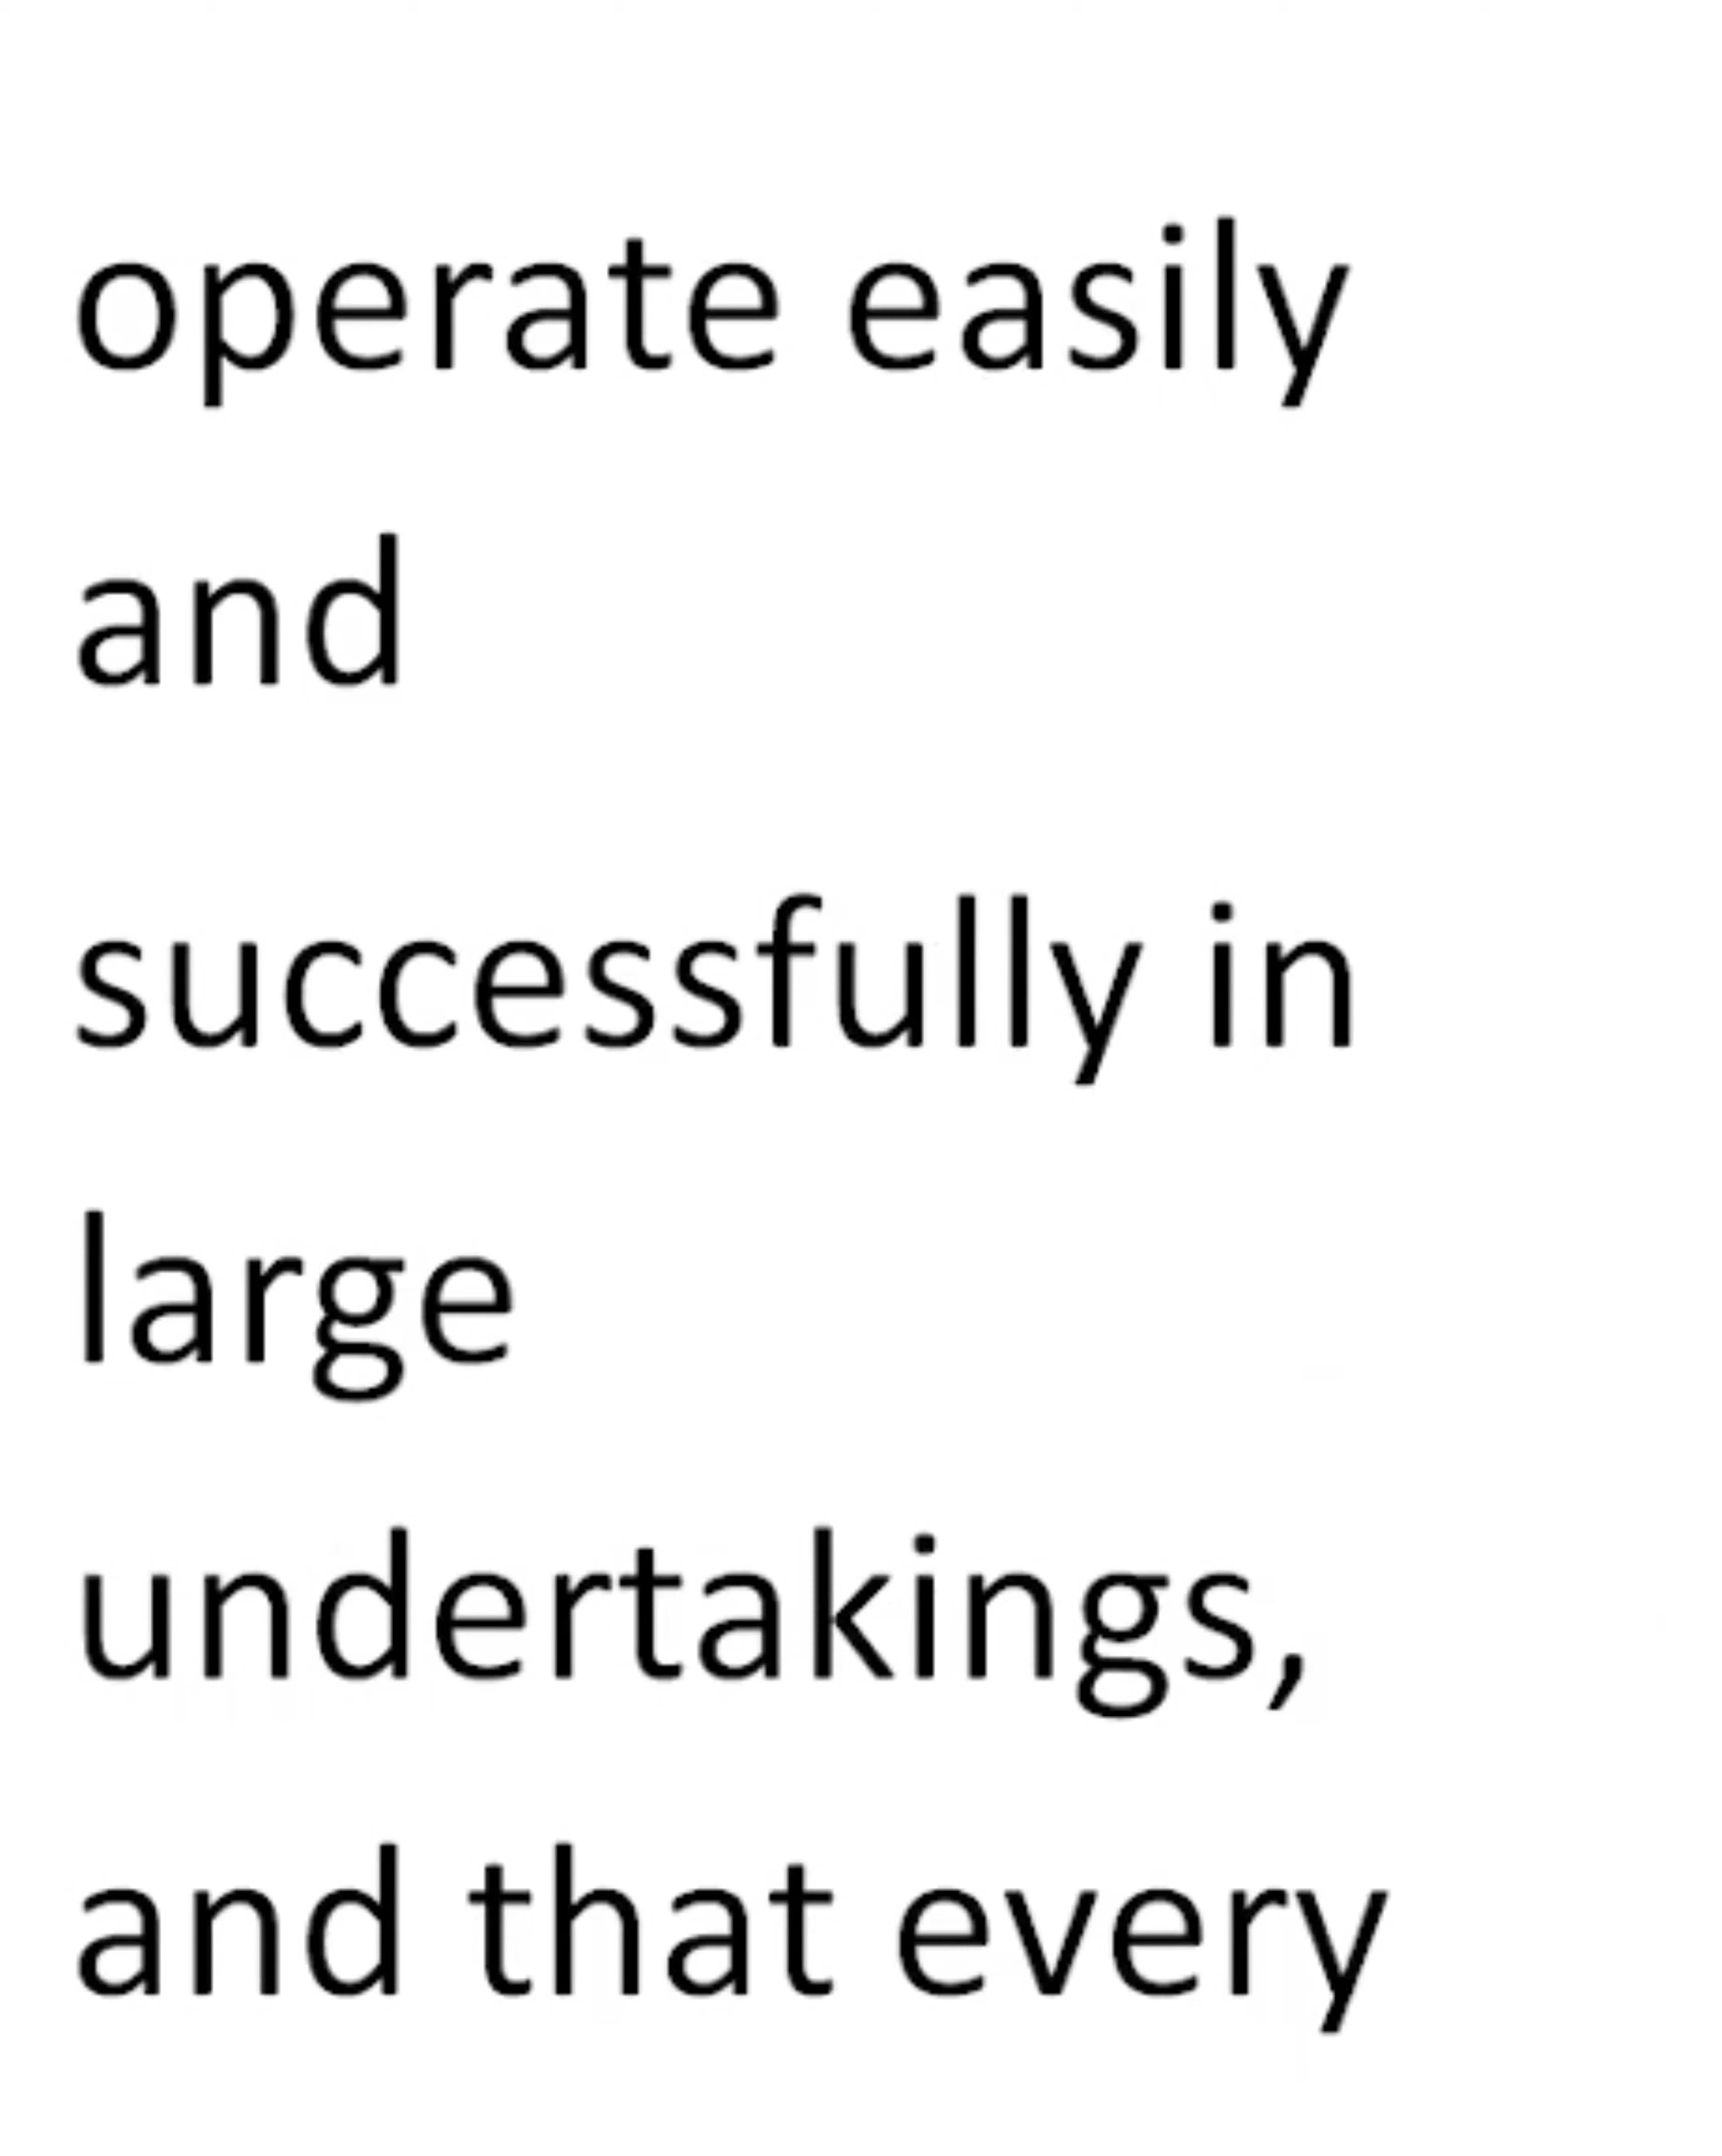 operate easily
and
successfully in
large
undertakings,
and that every